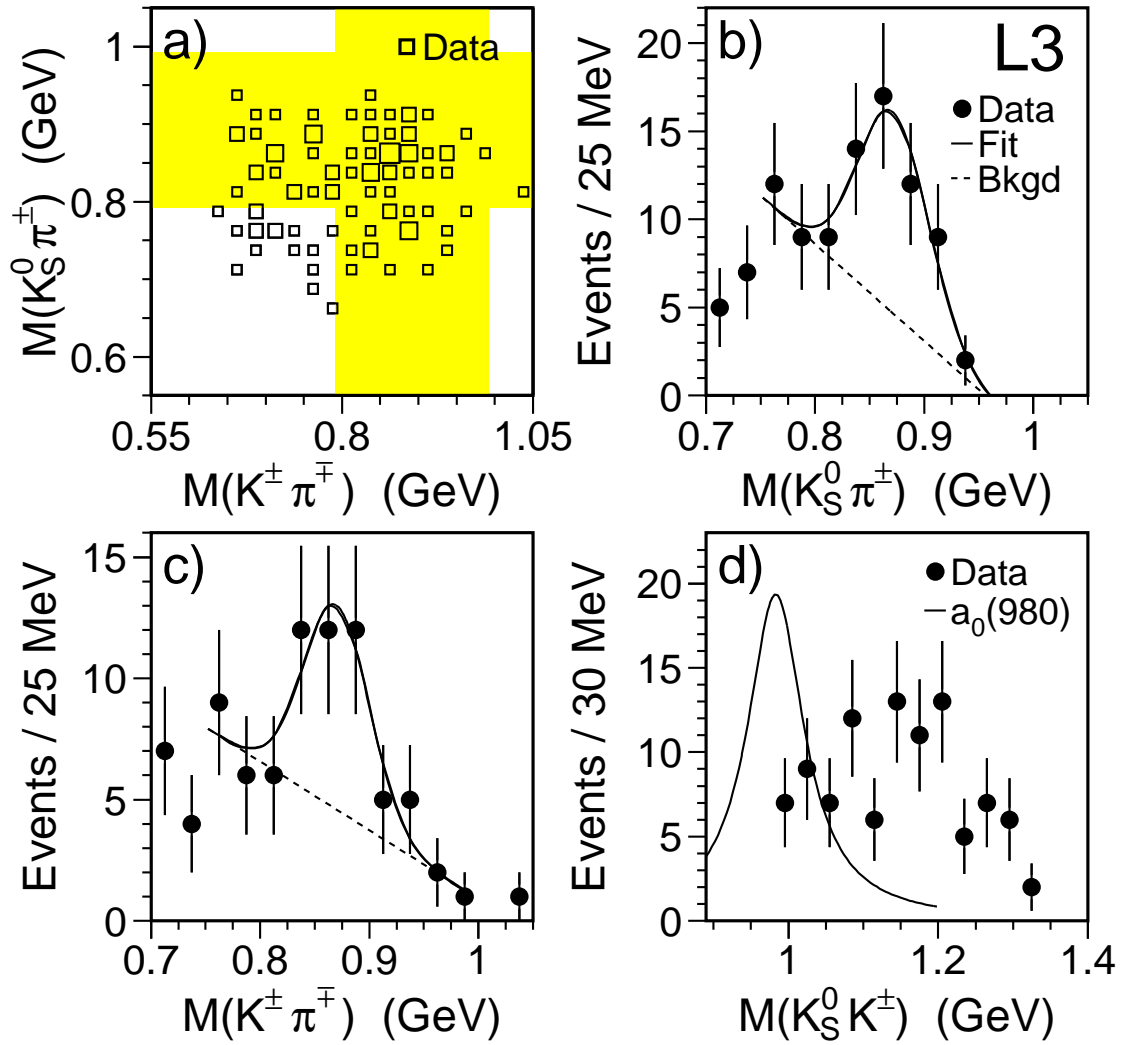 a)
Data
1
0.8
0.6
M(K⁰_S π^±) (GeV)
0.55 0.8 1.05
M(K^± π^∓) (GeV)
b)
L3
Data
Fit
Bkgd
20
15
10
5
0
Events / 25 MeV
0.7 0.8 0.9 1
M(K⁰_S π^±) (GeV)
c)
15
10
5
0
Events / 25 MeV
0.7 0.8 0.9 1
M(K^± π^∓) (GeV)
d)
Data
a₀(980)
20
15
10
5
0
Events / 30 MeV
1 1.2 1.4
M(K⁰_S K^±) (GeV)